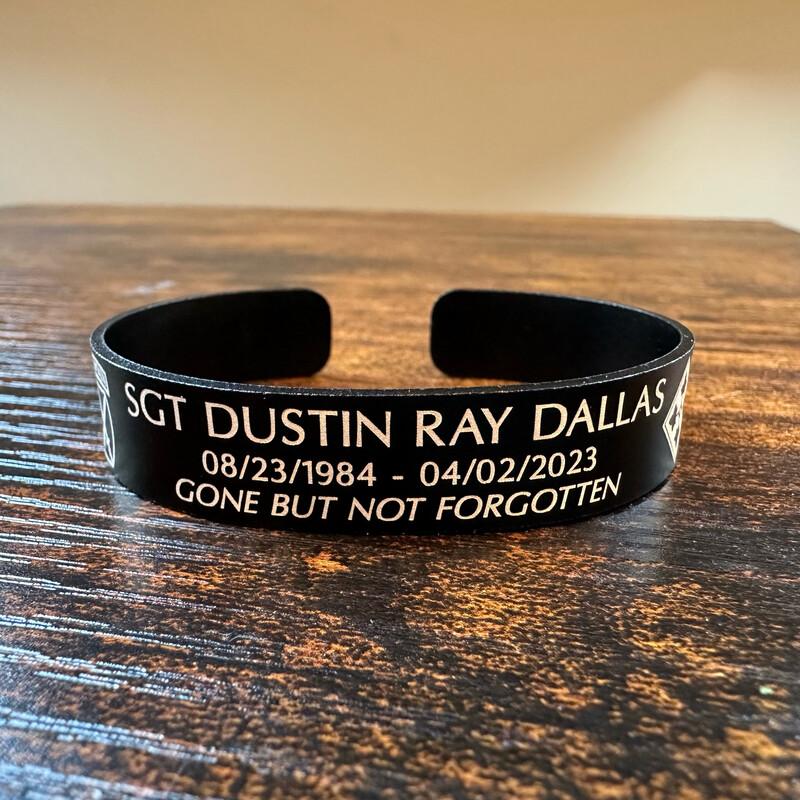 SGT DUSTIN RAY DALLAS
08/23/1984 - 04/02/2023
GONE BUT NOT FORGOTTEN